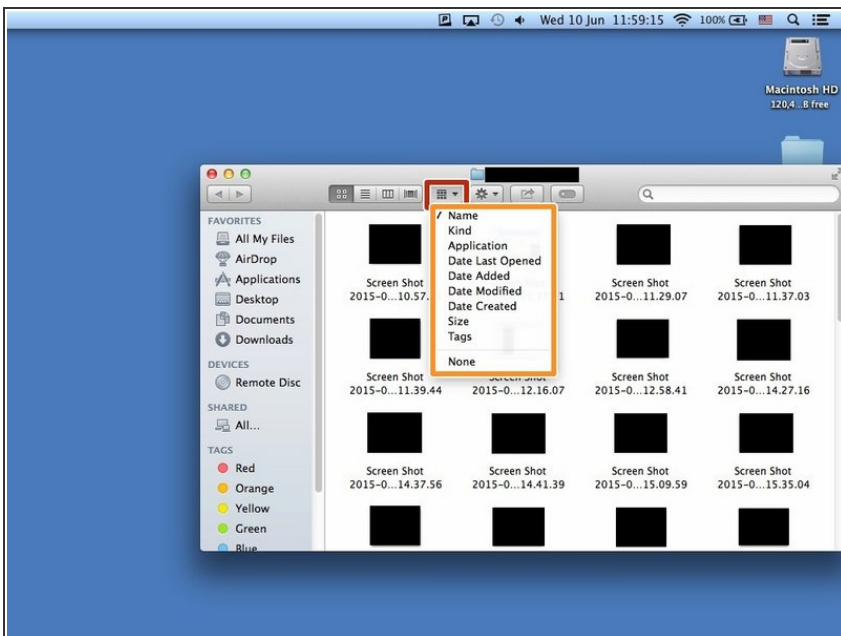 Wed 10 Jun 11:59:15 100%
Macintosh HD
120,4...B free
FAVORITES
All My Files
AirDrop
Applications
Desktop
Documents
Downloads
DEVICES
Remote Disc
SHARED
All...
TAGS
Red
Orange
Yellow
Green
Blue
Name
Kind
Application
Date Last Opened
Date Added
Date Modified
Date Created
Size
Tags
None
Screen Shot
2015-0...10.57.
1
Screen Shot
2015-0...11.29.07
Screen Shot
2015-0...11.37.03
Screen Shot
2015-0...11.39.44
Screen Shot
2015-0...12.16.07
Screen Shot
2015-0...12.58.41
Screen Shot
2015-0...14.27.16
Screen Shot
2015-0...14.37.56
Screen Shot
2015-0...14.41.39
Screen Shot
2015-0...15.09.59
Screen Shot
2015-0...15.35.04